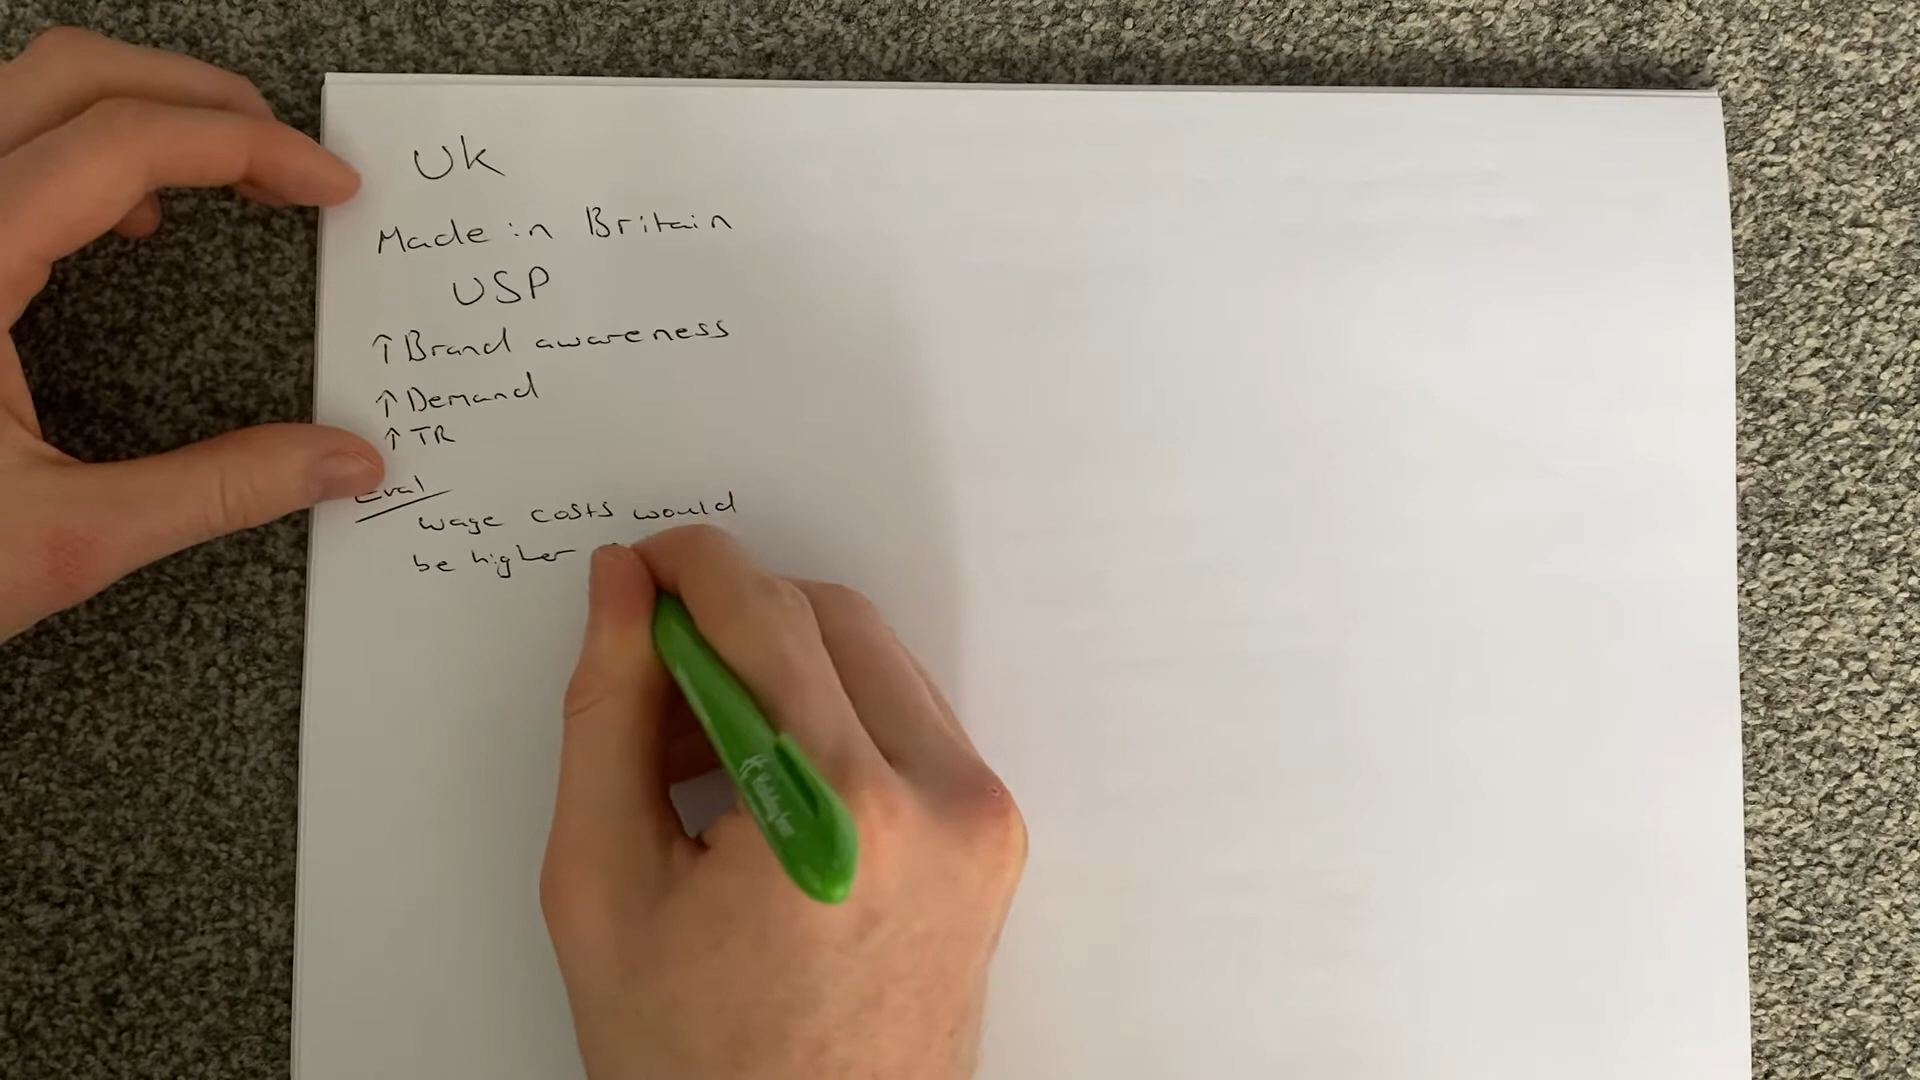 UK
Made in Britain
USP
↑ Brand awareness
↑ Demand
↑ TR
Eval
wage costs would
be higher